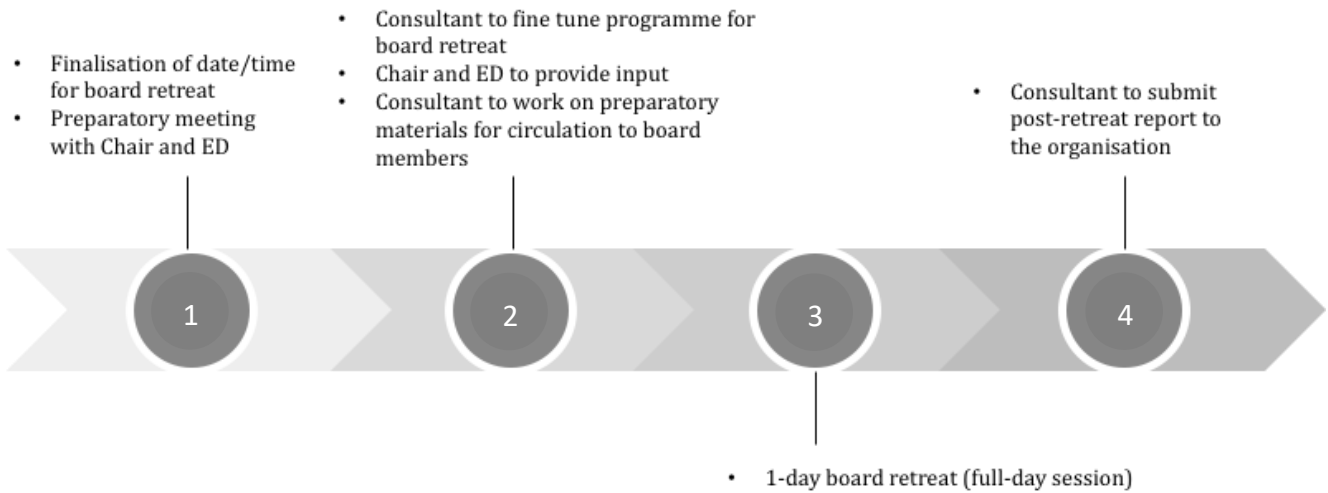 • Finalisation of date/time
for board retreat
• Preparatory meeting
with Chair and ED
• Consultant to fine tune programme for
board retreat
• Chair and ED to provide input
• Consultant to work on preparatory
materials for circulation to board
members
• Consultant to submit
post-retreat report to
the organisation
1
2
3
4
• 1-day board retreat (full-day session)